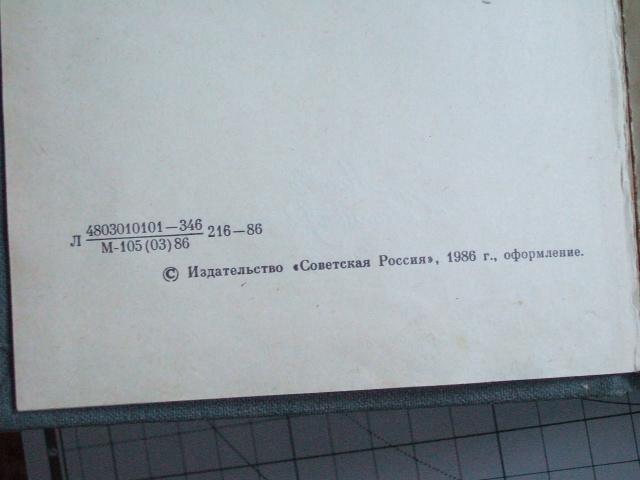 Л 4803010101—346 216—86
М-105(03)86
© Издательство «Советская Россия», 1986 г., оформление.